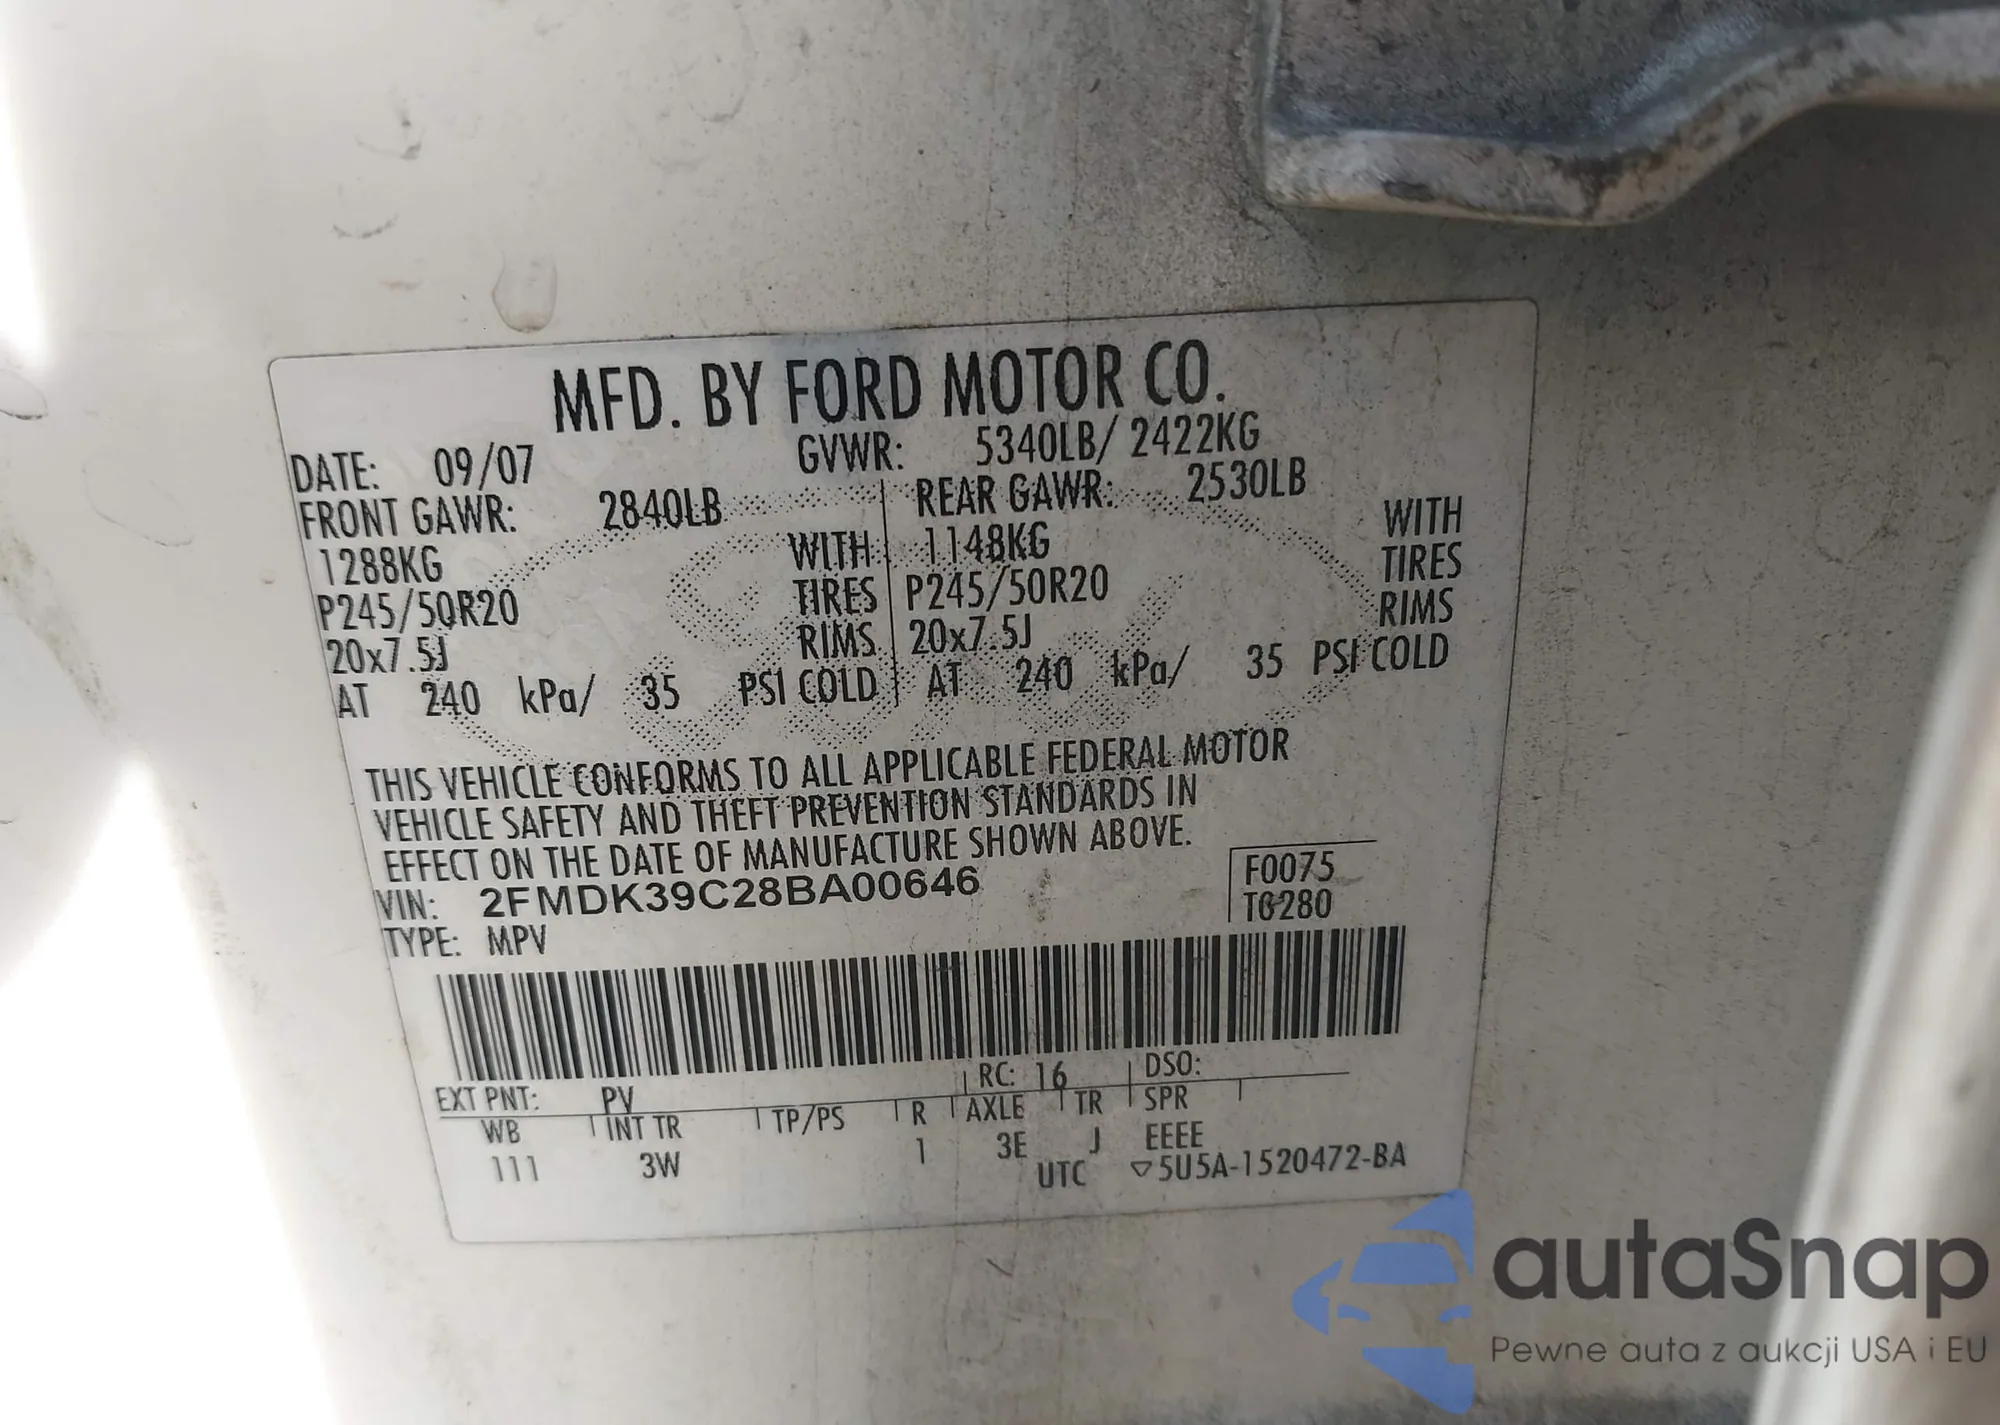 MFD. BY FORD MOTOR CO.
DATE: 09/07 GVWR: 5340LB/ 2422KG
FRONT GAWR: 2840LB REAR GAWR: 2530LB
1288KG WITH 1148KG WITH
P245/50R20 TIRES P245/50R20 TIRES
20x7.5J RIMS 20x7.5J RIMS
AT 240 kPa/ 35 PSI COLD AT 240 kPa/ 35 PSI COLD
THIS VEHICLE CONFORMS TO ALL APPLICABLE FEDERAL MOTOR
VEHICLE SAFETY AND THEFT PREVENTION STANDARDS IN
EFFECT ON THE DATE OF MANUFACTURE SHOWN ABOVE.
VIN: 2FMDK39C28BA00646 F0075
TYPE: MPV
EXT PNT: PV RC: 16 DSO:
WB INT TR TP/PS R AXLE TR SPR
111 3W 1 3E J EEEE
UTC ▽5U5A-1520472-BA
autaSnap
Pewne auta z aukcji USA i EU